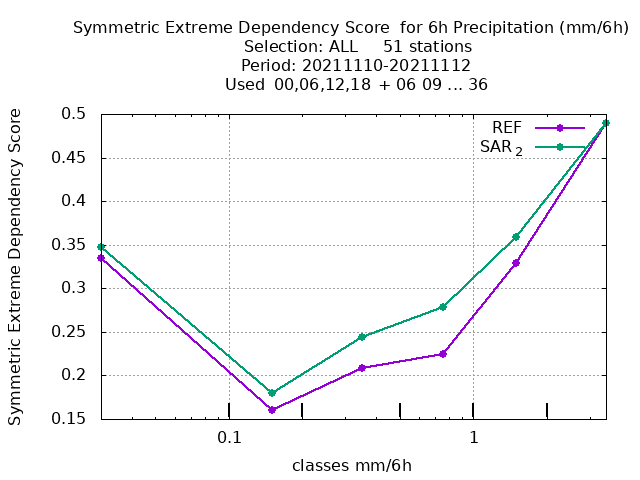 Symmetric Extreme Dependency Score  for 6h Precipitation (mm/6h)
Selection: ALL     51 stations
Period: 20211110-20211112
Used  00,06,12,18  + 06 09 ... 36
Symmetric Extreme Dependency Score
0.5
0.45
0.4
0.35
0.3
0.25
0.2
0.15
REF
SAR 2
0.1
1
classes mm/6h